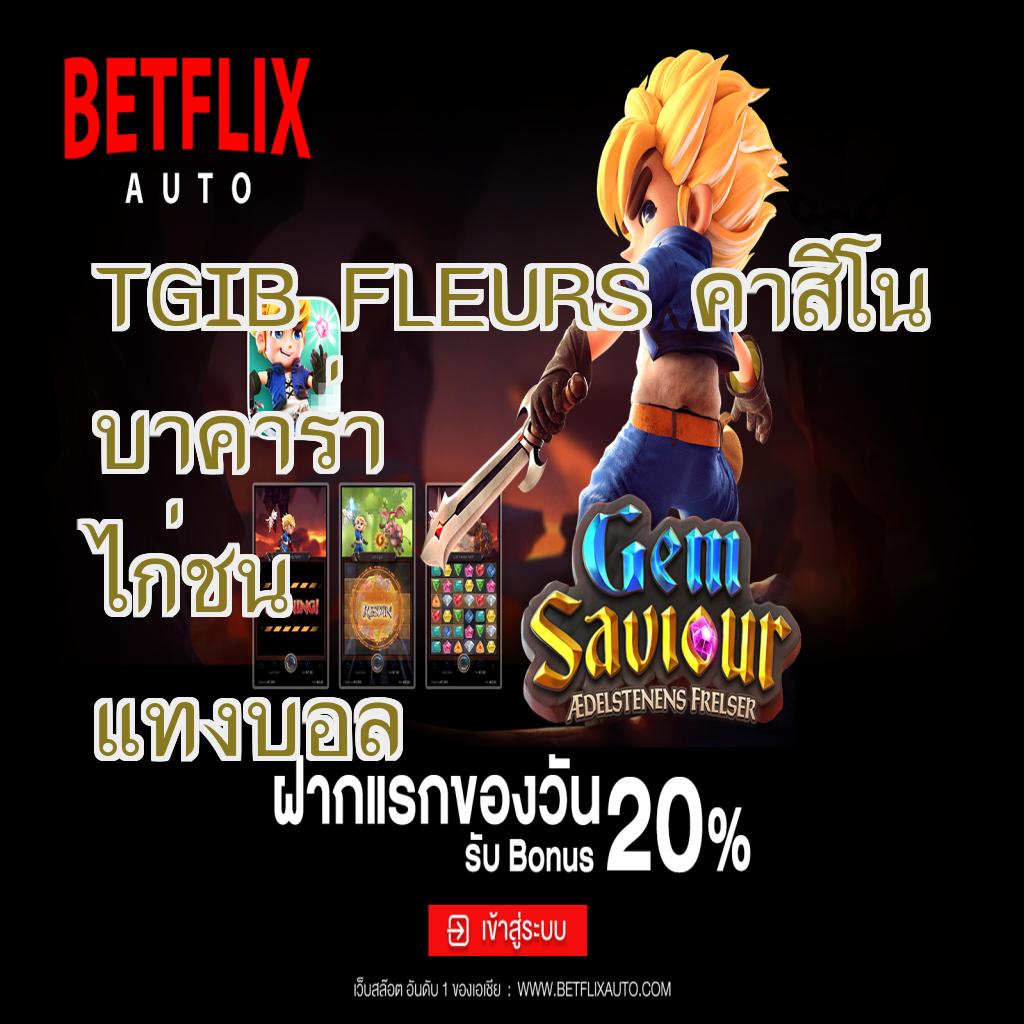 BETFLIX
AUTO
TGIB FLEURS คาสิโน
บาคาร่า
ไก่ชน
แทงบอล
Gem
Saviour
ÆDELSTENENS FRELSER
ฝากแรกของวัน
รับ Bonus 20%
เข้าสู่ระบบ
เว็บสล๊อต อันดับ 1 ของเอเชีย : WWW.BETFLIXAUTO.COM